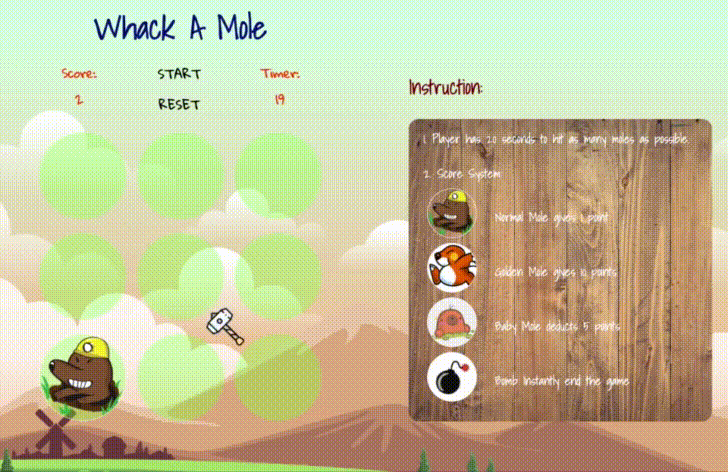 Whack A Mole
Score: START Timer:
2 RESET 19
Instruction:
1. Player has 20 seconds to hit as many moles as possible.
2. Score System
Normal Mole gives 1 point
Golden Mole gives 10 points
Baby Mole deducts 5 points
Bomb Instantly end the game